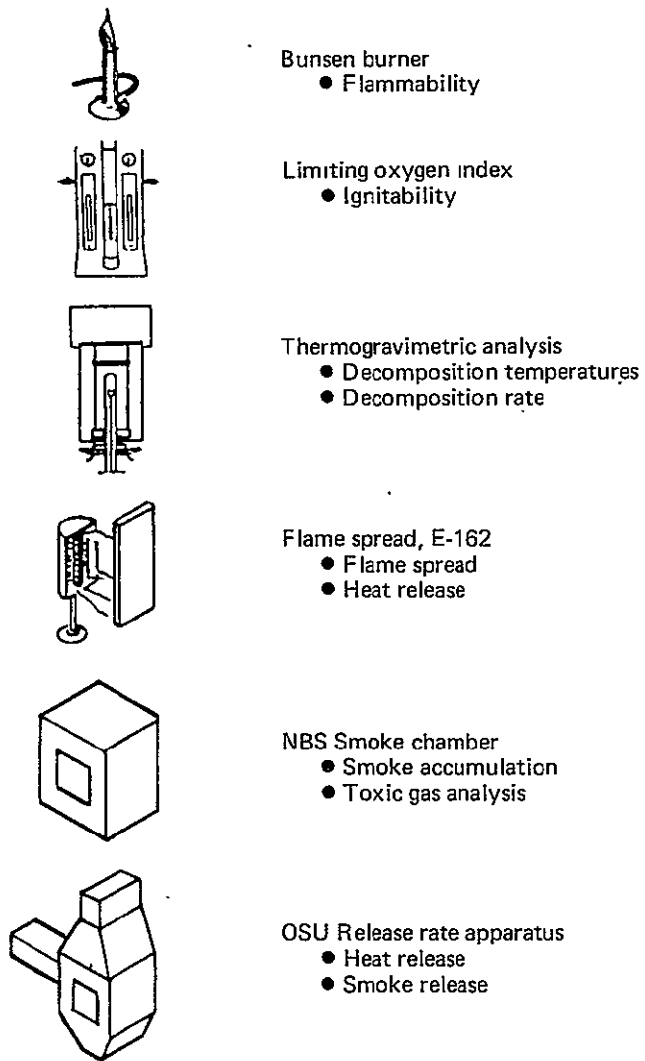 Bunsen burner
● Flammability
Limiting oxygen index
● Ignitability
Thermogravimetric analysis
● Decomposition temperatures
● Decomposition rate
Flame spread, E-162
● Flame spread
● Heat release
NBS Smoke chamber
● Smoke accumulation
● Toxic gas analysis
OSU Release rate apparatus
● Heat release
● Smoke release